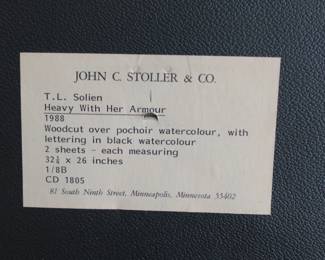 JOHN C. STOLLER & CO.
T.L. Solien
Heavy With Her Armour
1988
Woodcut over pochoir watercolour, with
lettering in black watercolour
2 sheets - each measuring
32¼ x 26 inches
1/8B
CD 1805
81 South Ninth Street, Minneapolis, Minnesota 55402